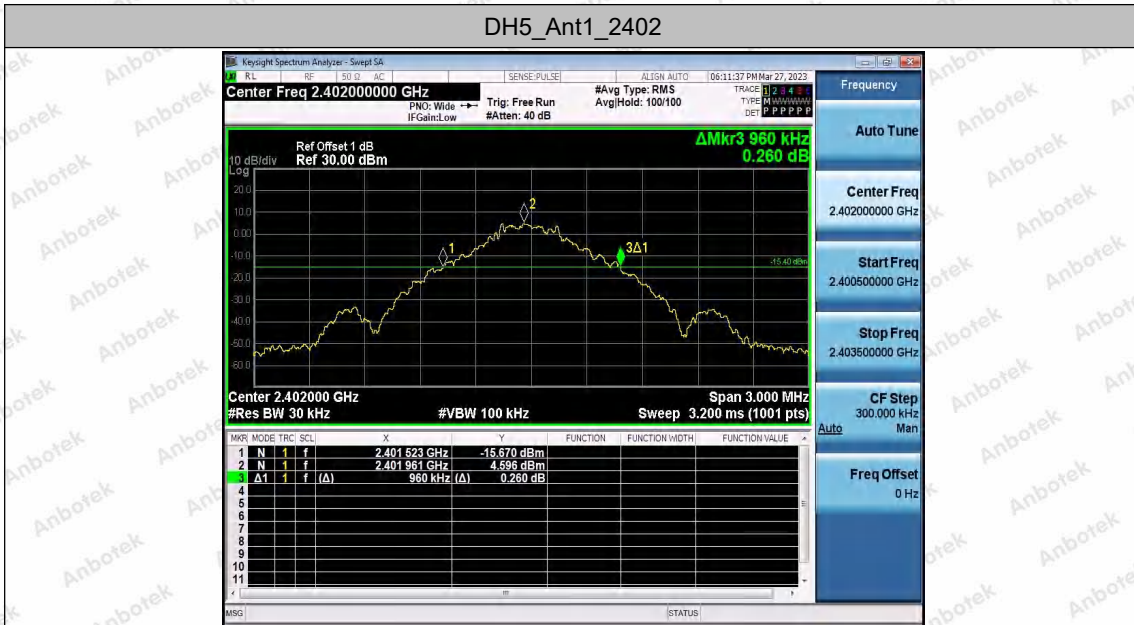 DH5_Ant1_2402
Keysight Spectrum Analyzer - Swept SA
RL RF 50 Ω AC SENSE:PULSE ALIGN AUTO 06:11:37 PM Mar 27, 2023
Center Freq 2.402000000 GHz
PNO: Wide
IFGain:Low
Trig: Free Run
#Atten: 40 dB
#Avg Type: RMS
Avg|Hold: 100/100
TRACE 1 2 3 4 5 6
TYPE M W W W W W
DET P P P P P P
ΔMkr3 960 kHz
0.260 dB
Ref Offset 1 dB
10 dB/div Ref 30.00 dBm
Log
20.0
10.0
0.00
-10.0
-20.0
-30.0
-40.0
-50.0
-60.0
1
2
3Δ1
-15.40 dBm
Center 2.402000 GHz Span 3.000 MHz
#Res BW 30 kHz #VBW 100 kHz Sweep 3.200 ms (1001 pts)
MKR MODE TRC SCL X Y FUNCTION FUNCTION WIDTH FUNCTION VALUE
1 N 1 f 2.401 523 GHz -15.670 dBm
2 N 1 f 2.401 961 GHz 4.596 dBm
3 Δ1 1 f (Δ) 960 kHz (Δ) 0.260 dB
4
5
6
7
8
9
10
11
MSG STATUS
Frequency
Auto Tune
Center Freq
2.402000000 GHz
Start Freq
2.400500000 GHz
Stop Freq
2.403500000 GHz
CF Step
300.000 kHz
Auto Man
Freq Offset
0 Hz
Anbotek